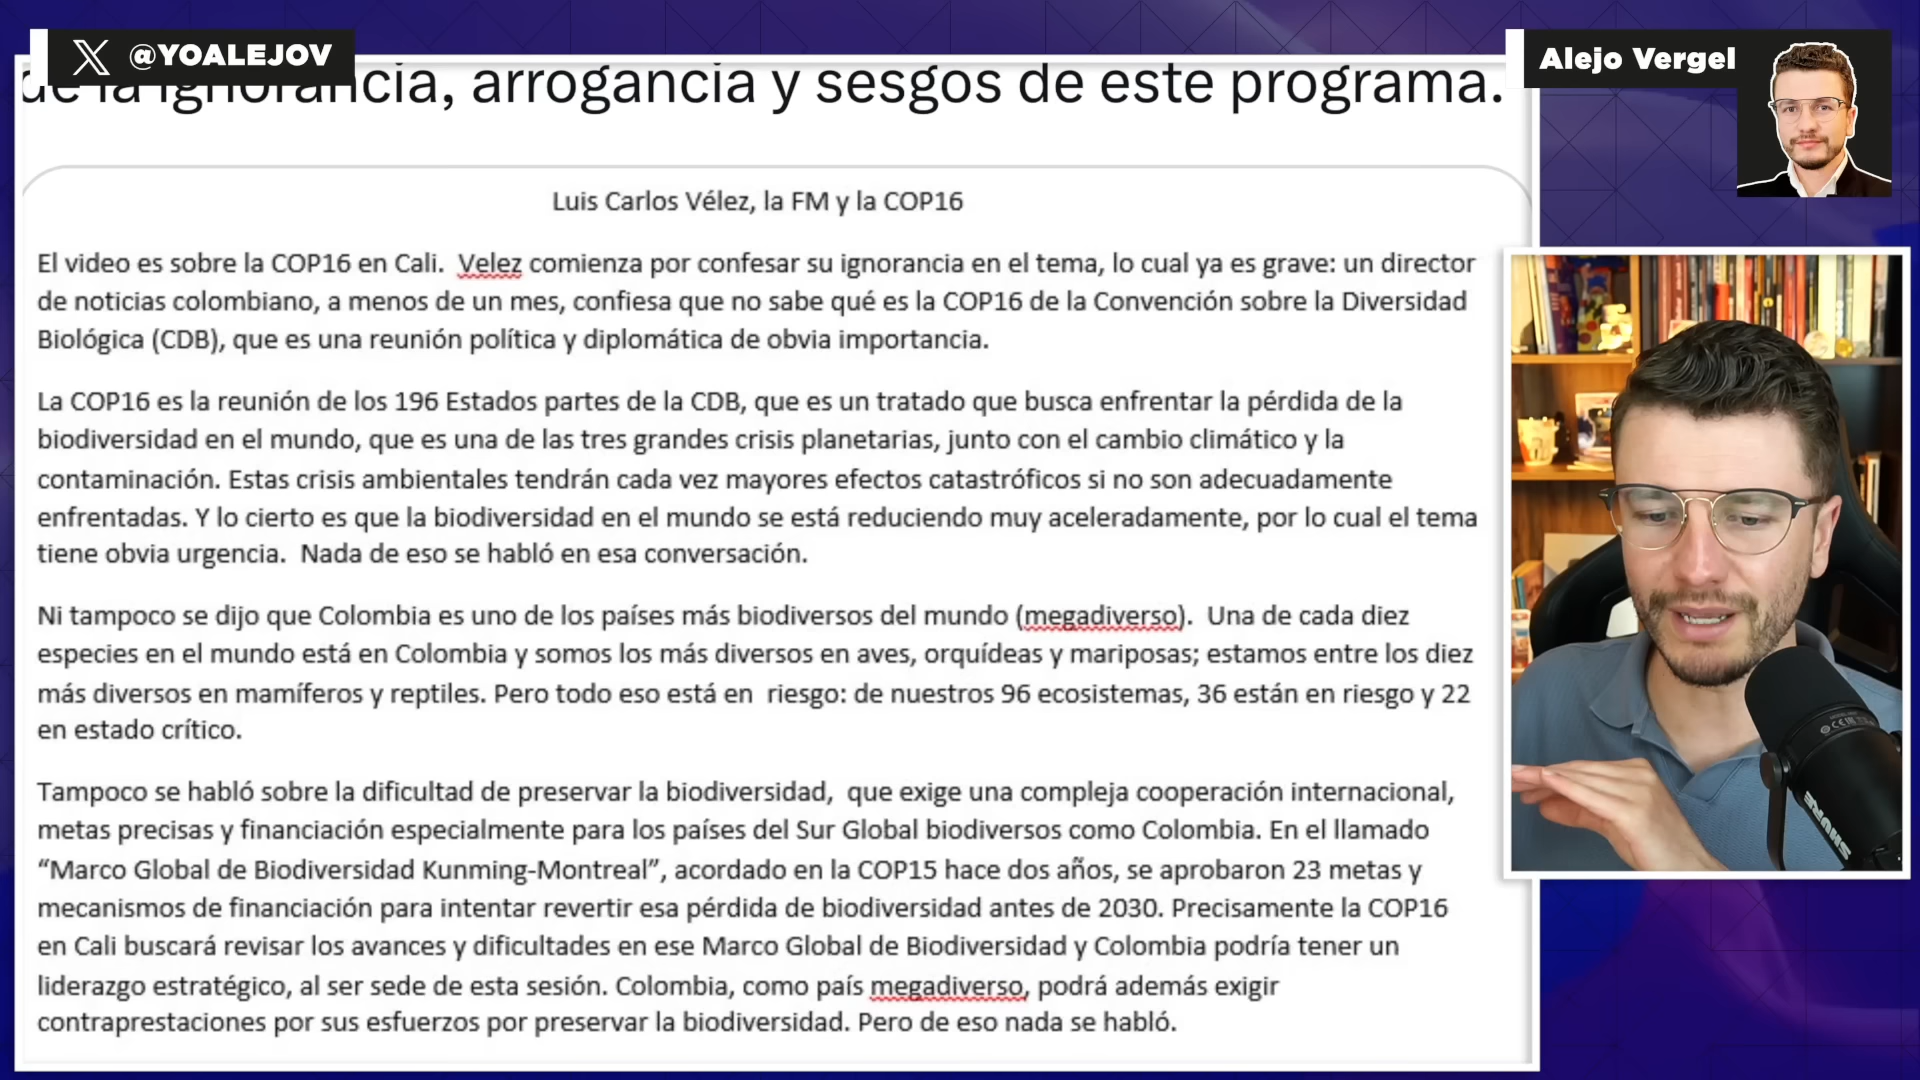 @YOALEJOV
Alejo Vergel
de la ignorancia, arrogancia y sesgos de este programa.
Luis Carlos Vélez, la FM y la COP16
El video es sobre la COP16 en Cali. Velez comienza por confesar su ignorancia en el tema, lo cual ya es grave: un director
de noticias colombiano, a menos de un mes, confiesa que no sabe qué es la COP16 de la Convención sobre la Diversidad
Biológica (CDB), que es una reunión política y diplomática de obvia importancia.
La COP16 es la reunión de los 196 Estados partes de la CDB, que es un tratado que busca enfrentar la pérdida de la
biodiversidad en el mundo, que es una de las tres grandes crisis planetarias, junto con el cambio climático y la
contaminación. Estas crisis ambientales tendrán cada vez mayores efectos catastróficos si no son adecuadamente
enfrentadas. Y lo cierto es que la biodiversidad en el mundo se está reduciendo muy aceleradamente, por lo cual el tema
tiene obvia urgencia. Nada de eso se habló en esa conversación.
Ni tampoco se dijo que Colombia es uno de los países más biodiversos del mundo (megadiverso). Una de cada diez
especies en el mundo está en Colombia y somos los más diversos en aves, orquídeas y mariposas; estamos entre los diez
más diversos en mamíferos y reptiles. Pero todo eso está en riesgo: de nuestros 96 ecosistemas, 36 están en riesgo y 22
en estado crítico.
Tampoco se habló sobre la dificultad de preservar la biodiversidad, que exige una compleja cooperación internacional,
metas precisas y financiación especialmente para los países del Sur Global biodiversos como Colombia. En el llamado
“Marco Global de Biodiversidad Kunming-Montreal”, acordado en la COP15 hace dos años, se aprobaron 23 metas y
mecanismos de financiación para intentar revertir esa pérdida de biodiversidad antes de 2030. Precisamente la COP16
en Cali buscará revisar los avances y dificultades en ese Marco Global de Biodiversidad y Colombia podría tener un
liderazgo estratégico, al ser sede de esta sesión. Colombia, como país megadiverso, podrá además exigir
contraprestaciones por sus esfuerzos por preservar la biodiversidad. Pero de eso nada se habló.
SHURE